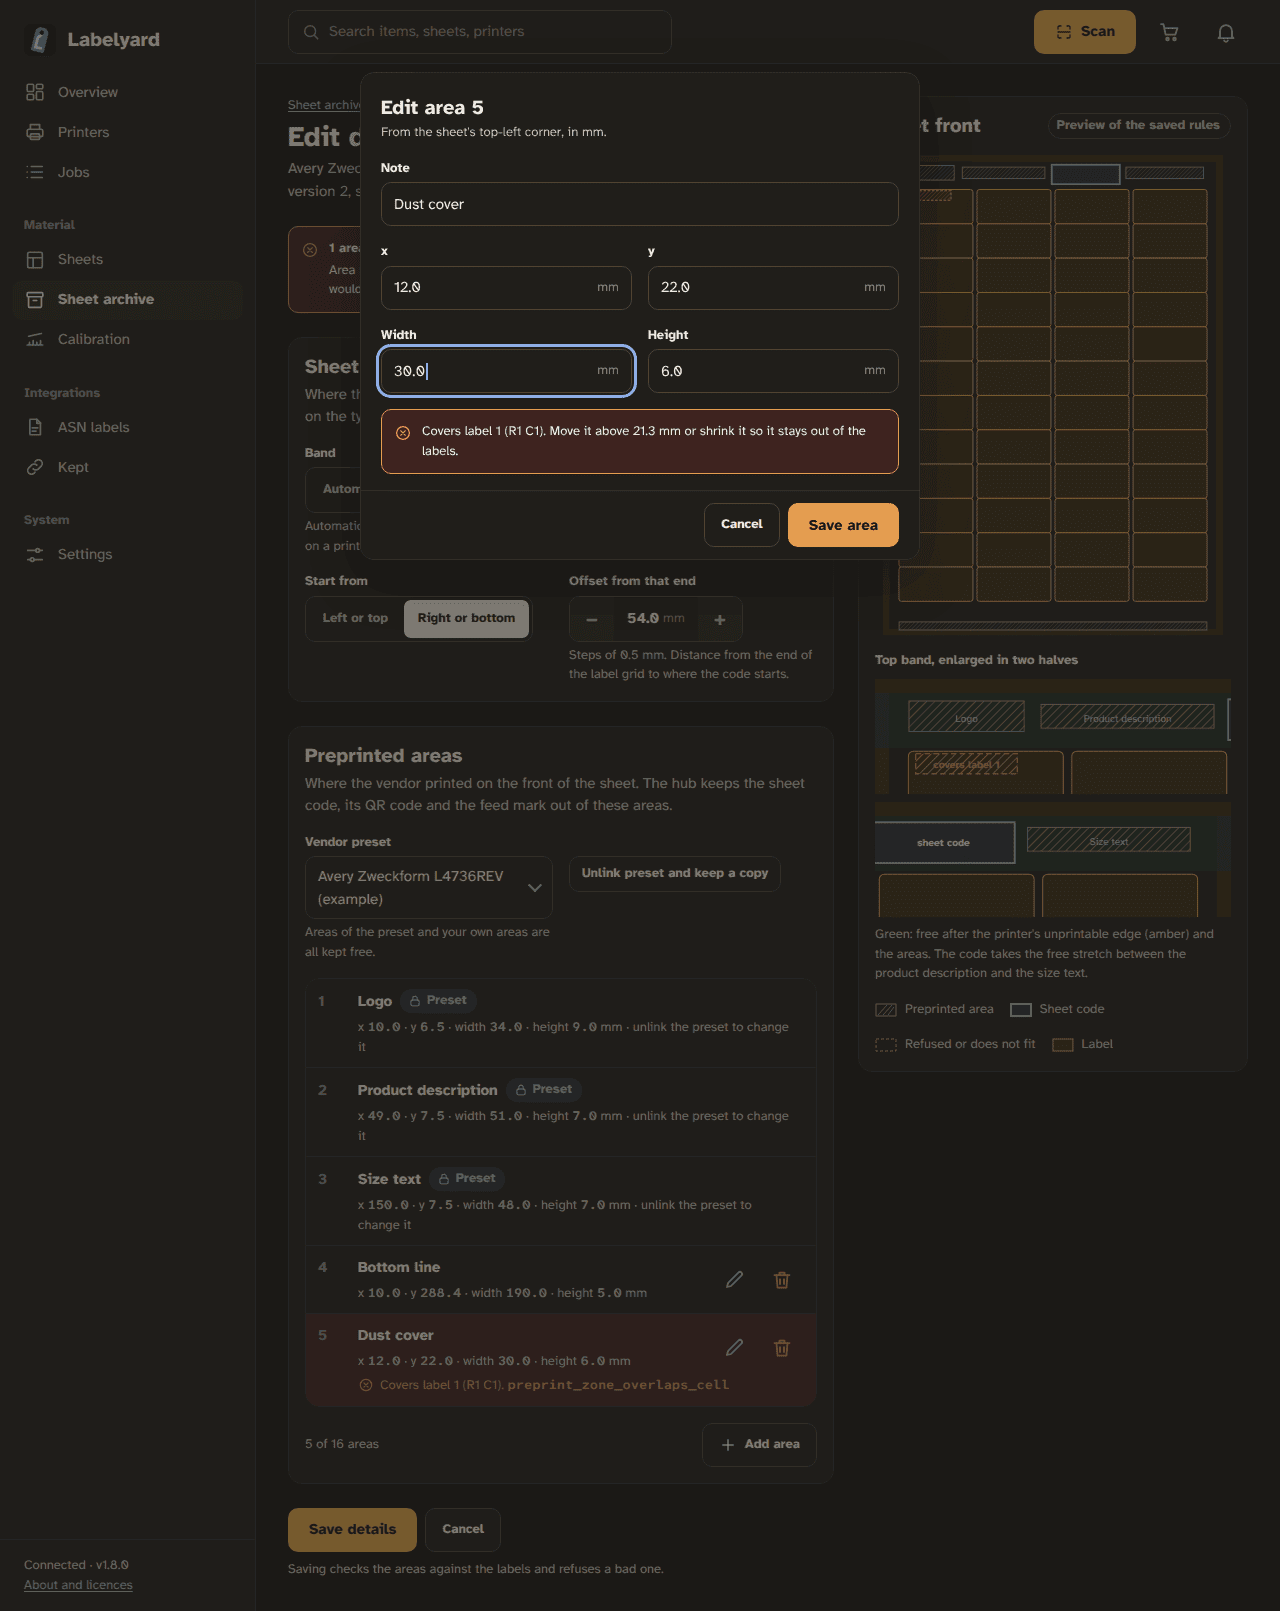 Labelyard
Search items, sheets, printers
Scan
Overview
Printers
Jobs
Material
Sheets
Sheet archive
Calibration
Integrations
ASN labels
Kept
System
Settings
Connected · v1.8.0
About and licences
Sheet archive
Edit d
Avery Zwec
version 2, s
1 area
Area
would
Edit area 5
From the sheet's top-left corner, in mm.
Note
Dust cover
x
12.0 mm
y
22.0 mm
Width
30.0 mm
Height
6.0 mm
Covers label 1 (R1 C1). Move it above 21.3 mm or shrink it so it stays out of the
labels.
Cancel
Save area
Sheet
Where th
on the ty
Band
Autom
Automatic
on a print
Start from
Left or top
Right or bottom
Offset from that end
54.0 mm
Steps of 0.5 mm. Distance from the end of
the label grid to where the code starts.
Preprinted areas
Where the vendor printed on the front of the sheet. The hub keeps the sheet
code, its QR code and the feed mark out of these areas.
Vendor preset
Avery Zweckform L4736REV
(example)
Unlink preset and keep a copy
Areas of the preset and your own areas are
all kept free.
1 Logo Preset
x 10.0 · y 6.5 · width 34.0 · height 9.0 mm · unlink the preset to change
it
2 Product description Preset
x 49.0 · y 7.5 · width 51.0 · height 7.0 mm · unlink the preset to change
it
3 Size text Preset
x 150.0 · y 7.5 · width 48.0 · height 7.0 mm · unlink the preset to
change it
4 Bottom line
x 10.0 · y 288.4 · width 190.0 · height 5.0 mm
5 Dust cover
x 12.0 · y 22.0 · width 30.0 · height 6.0 mm
Covers label 1 (R1 C1). preprint_zone_overlaps_cell
5 of 16 areas
Add area
Save details
Cancel
Saving checks the areas against the labels and refuses a bad one.
t front
Preview of the saved rules
Top band, enlarged in two halves
Logo
Product description
covers label 1
sheet code
Size text
Green: free after the printer's unprintable edge (amber) and
the areas. The code takes the free stretch between the
product description and the size text.
Preprinted area
Sheet code
Refused or does not fit
Label